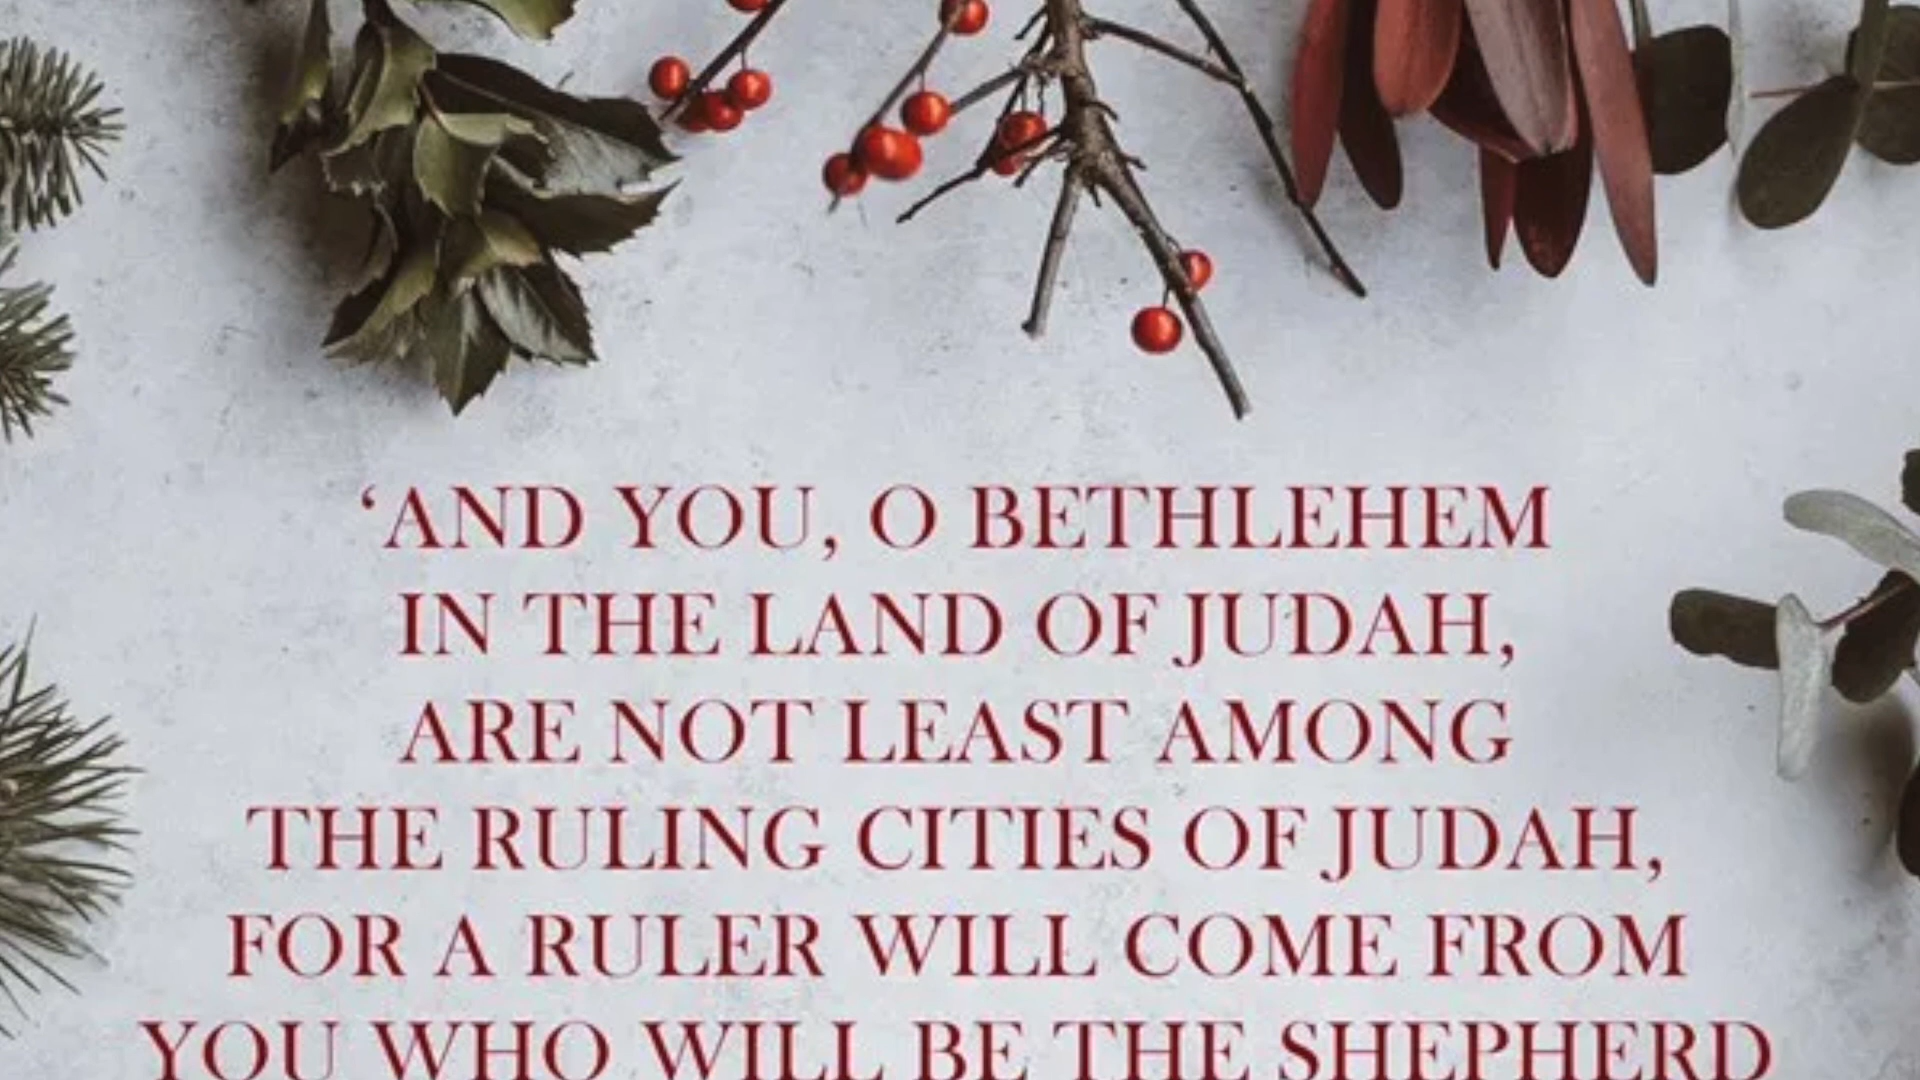 ‘AND YOU, O BETHLEHEM
IN THE LAND OF JUDAH,
ARE NOT LEAST AMONG
THE RULING CITIES OF JUDAH,
FOR A RULER WILL COME FROM
YOU WHO WILL BE THE SHEPHERD